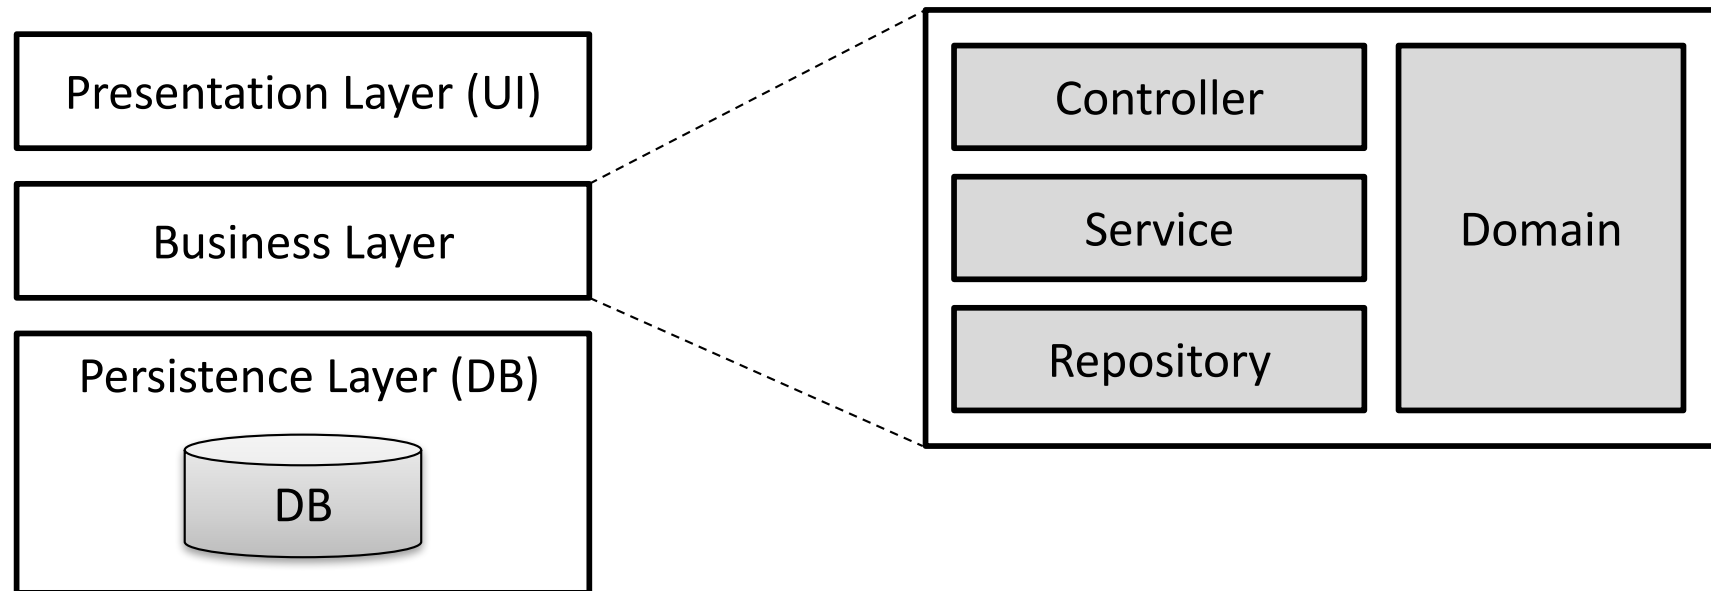 Presentation Layer (UI)
Business Layer
Persistence Layer (DB)
DB
Controller
Service
Repository
Domain